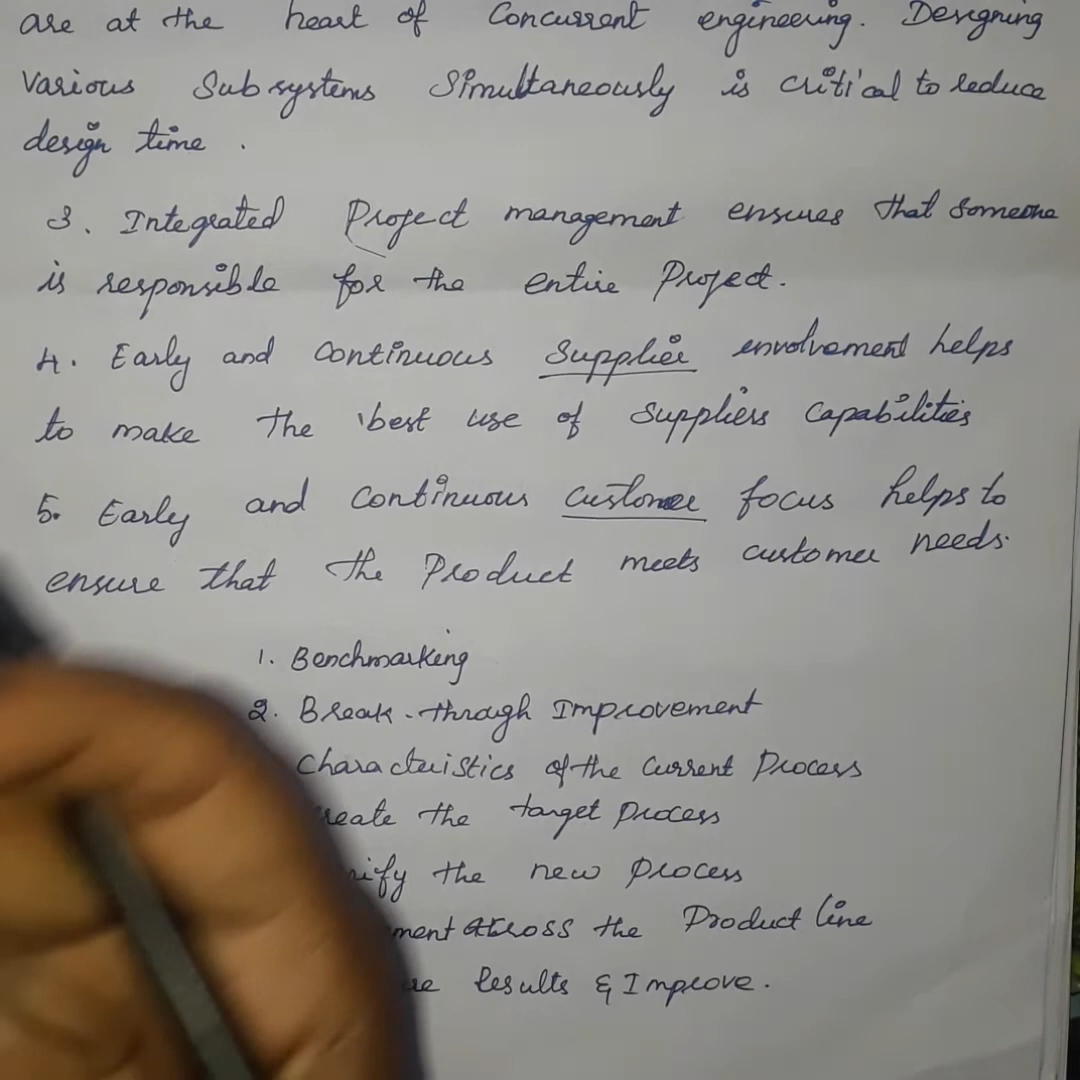 are at the heart of Concurrent engineering. Designing
various Subsystems Simultaneously is critical to reduce
design time .
3. Integrated Project management ensures that someone
is responsible for the entire Project.
4. Early and continuous Supplier involvement helps
to make the best use of Suppliers Capabilities
5. Early and continuous customer focus helps to
ensure that the Product meets customer needs.
1. Benchmarking
2. Break-through Improvement
Characteristics of the Current Process
the target process
the new process
across the Product line
Results & Improve.